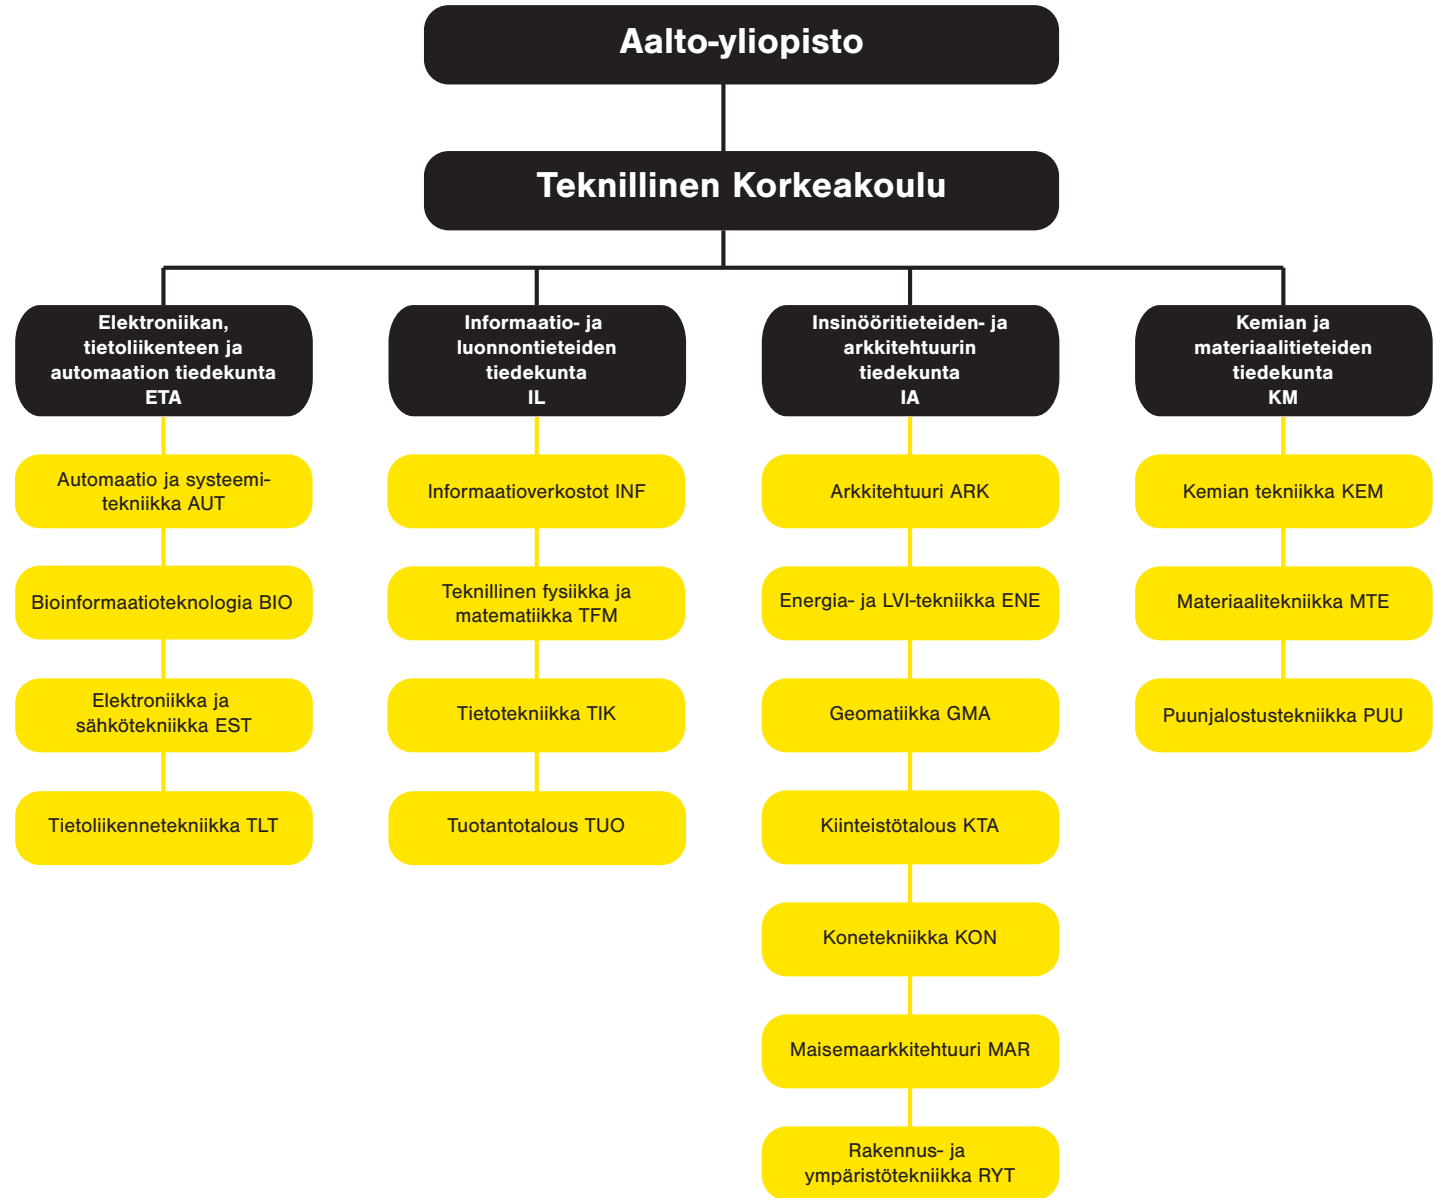 Aalto-yliopisto
Teknillinen Korkeakoulu
Elektroniikan,
tietoliikenteen ja
automaation tiedekunta
ETA
Automaatio ja systeemi-
tekniikka AUT
Bioinformaatioteknologia BIO
Elektroniikka ja
sähkötekniikka EST
Tietoliikennetekniikka TLT
Informaatio- ja
luonnontieteiden
tiedekunta
IL
Informaatioverkostot INF
Teknillinen fysiikka ja
matematiikka TFM
Tietotekniikka TIK
Tuotantotalous TUO
Insinööritieteiden- ja
arkkitehtuurin
tiedekunta
IA
Arkkitehtuuri ARK
Energia- ja LVI-tekniikka ENE
Geomatiikka GMA
Kiinteistötalous KTA
Konetekniikka KON
Maisemaarkkitehtuuri MAR
Rakennus- ja
ympäristötekniikka RYT
Kemian ja
materiaalitieteiden
tiedekunta
KM
Kemian tekniikka KEM
Materiaalitekniikka MTE
Puunjalostustekniikka PUU